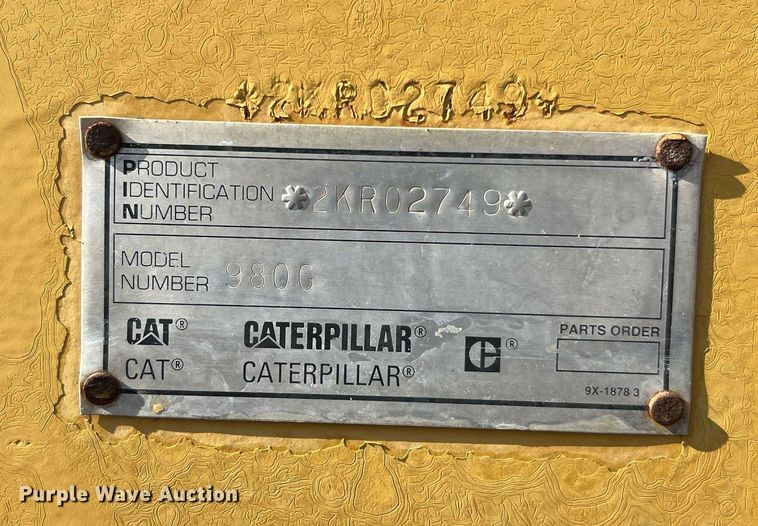 *2KR02749*
PRODUCT
IDENTIFICATION
NUMBER
*2KR02749*
MODEL
NUMBER
980G
CAT® CATERPILLAR® C®
CAT® CATERPILLAR®
PARTS ORDER
9X-1878 3
Purple Wave Auction